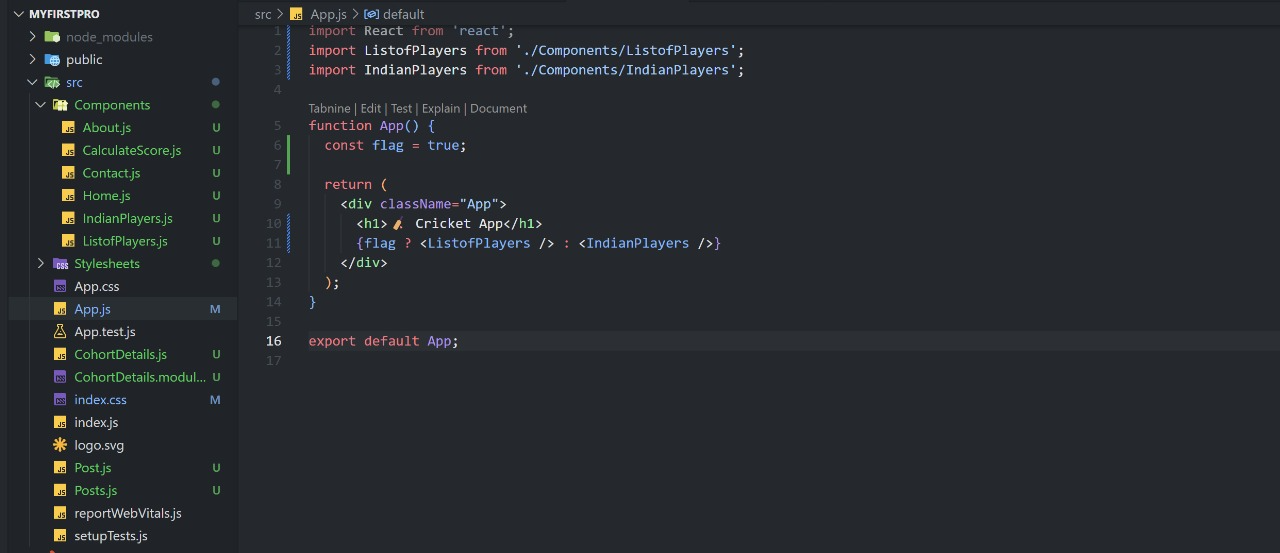 MYFIRSTPRO
node_modules
public
src
Components
About.js U
CalculateScore.js U
Contact.js U
Home.js U
IndianPlayers.js U
ListofPlayers.js U
Stylesheets
App.css
App.js M
App.test.js
CohortDetails.js U
CohortDetails.modul... U
index.css M
index.js
logo.svg
Post.js U
Posts.js U
reportWebVitals.js
setupTests.js
src > App.js > default
1 import React from 'react';
2 import ListofPlayers from './Components/ListofPlayers';
3 import IndianPlayers from './Components/IndianPlayers';
4
Tabnine | Edit | Test | Explain | Document
5 function App() {
6 const flag = true;
7
8 return (
9 <div className="App">
10 <h1>🏏 Cricket App</h1>
11 {flag ? <ListofPlayers /> : <IndianPlayers />}
12 </div>
13 );
14 }
15
16 export default App;
17